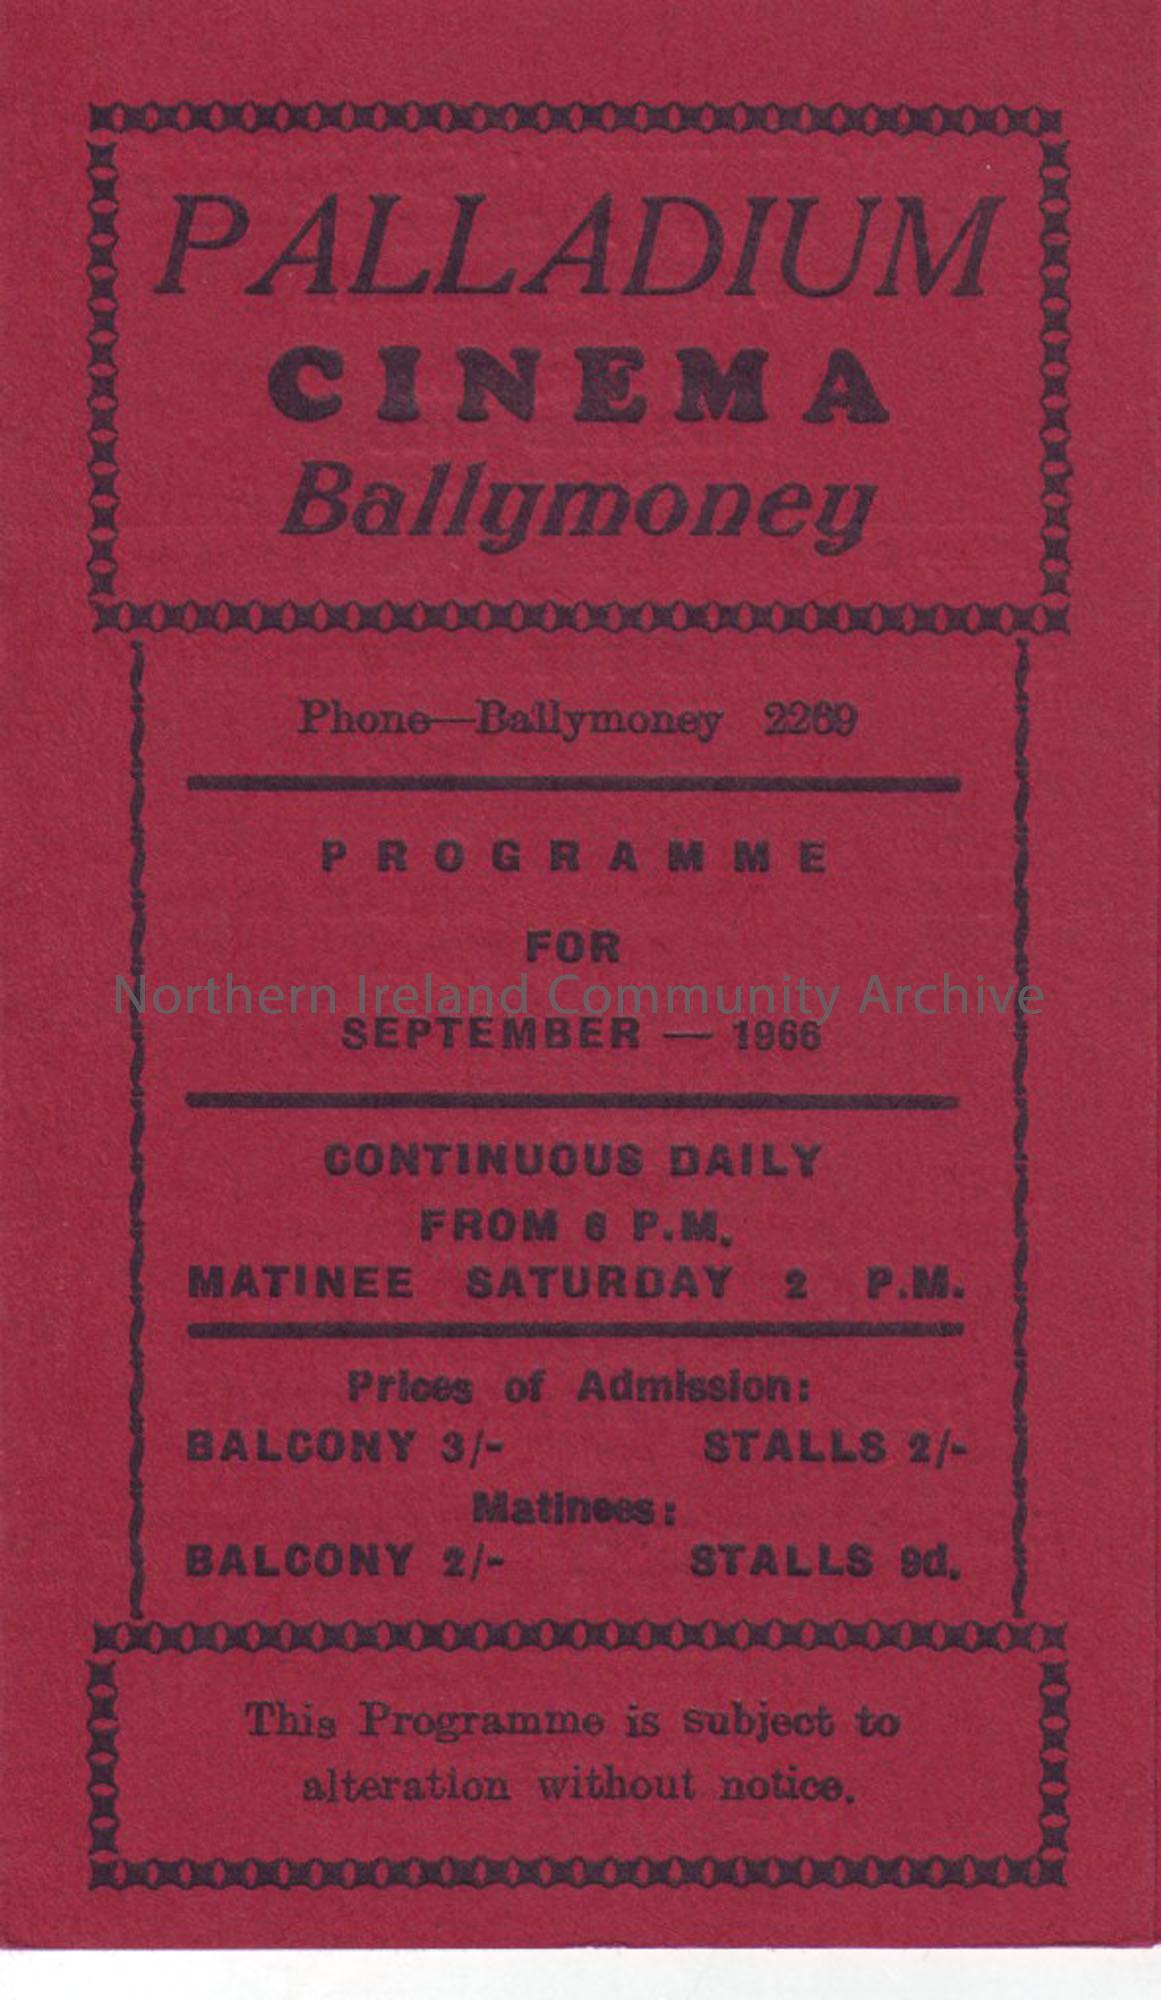 PALLADIUM
CINEMA
Ballymoney
Phone—Ballymoney 2269
PROGRAMME
FOR
Northern Ireland Community Archive
SEPTEMBER — 1966
CONTINUOUS DAILY
FROM 6 P.M.
MATINEE SATURDAY 2 P.M.
Prices of Admission:
BALCONY 3/- STALLS 2/-
Matinees:
BALCONY 2/- STALLS 9d.
This Programme is subject to
alteration without notice.